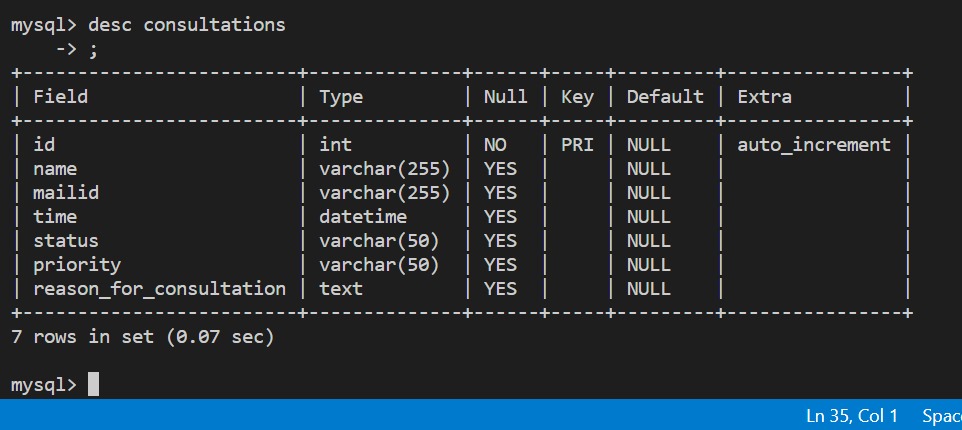 mysql> desc consultations
    -> ;
+-------------------------+--------------+------+-----+---------+----------------+
| Field                   | Type         | Null | Key | Default | Extra          |
+-------------------------+--------------+------+-----+---------+----------------+
| id                      | int          | NO   | PRI | NULL    | auto_increment |
| name                    | varchar(255) | YES  |     | NULL    |                |
| mailid                  | varchar(255) | YES  |     | NULL    |                |
| time                    | datetime     | YES  |     | NULL    |                |
| status                  | varchar(50)  | YES  |     | NULL    |                |
| priority                | varchar(50)  | YES  |     | NULL    |                |
| reason_for_consultation | text         | YES  |     | NULL    |                |
+-------------------------+--------------+------+-----+---------+----------------+
7 rows in set (0.07 sec)
mysql>
Ln 35, Col 1 Spac